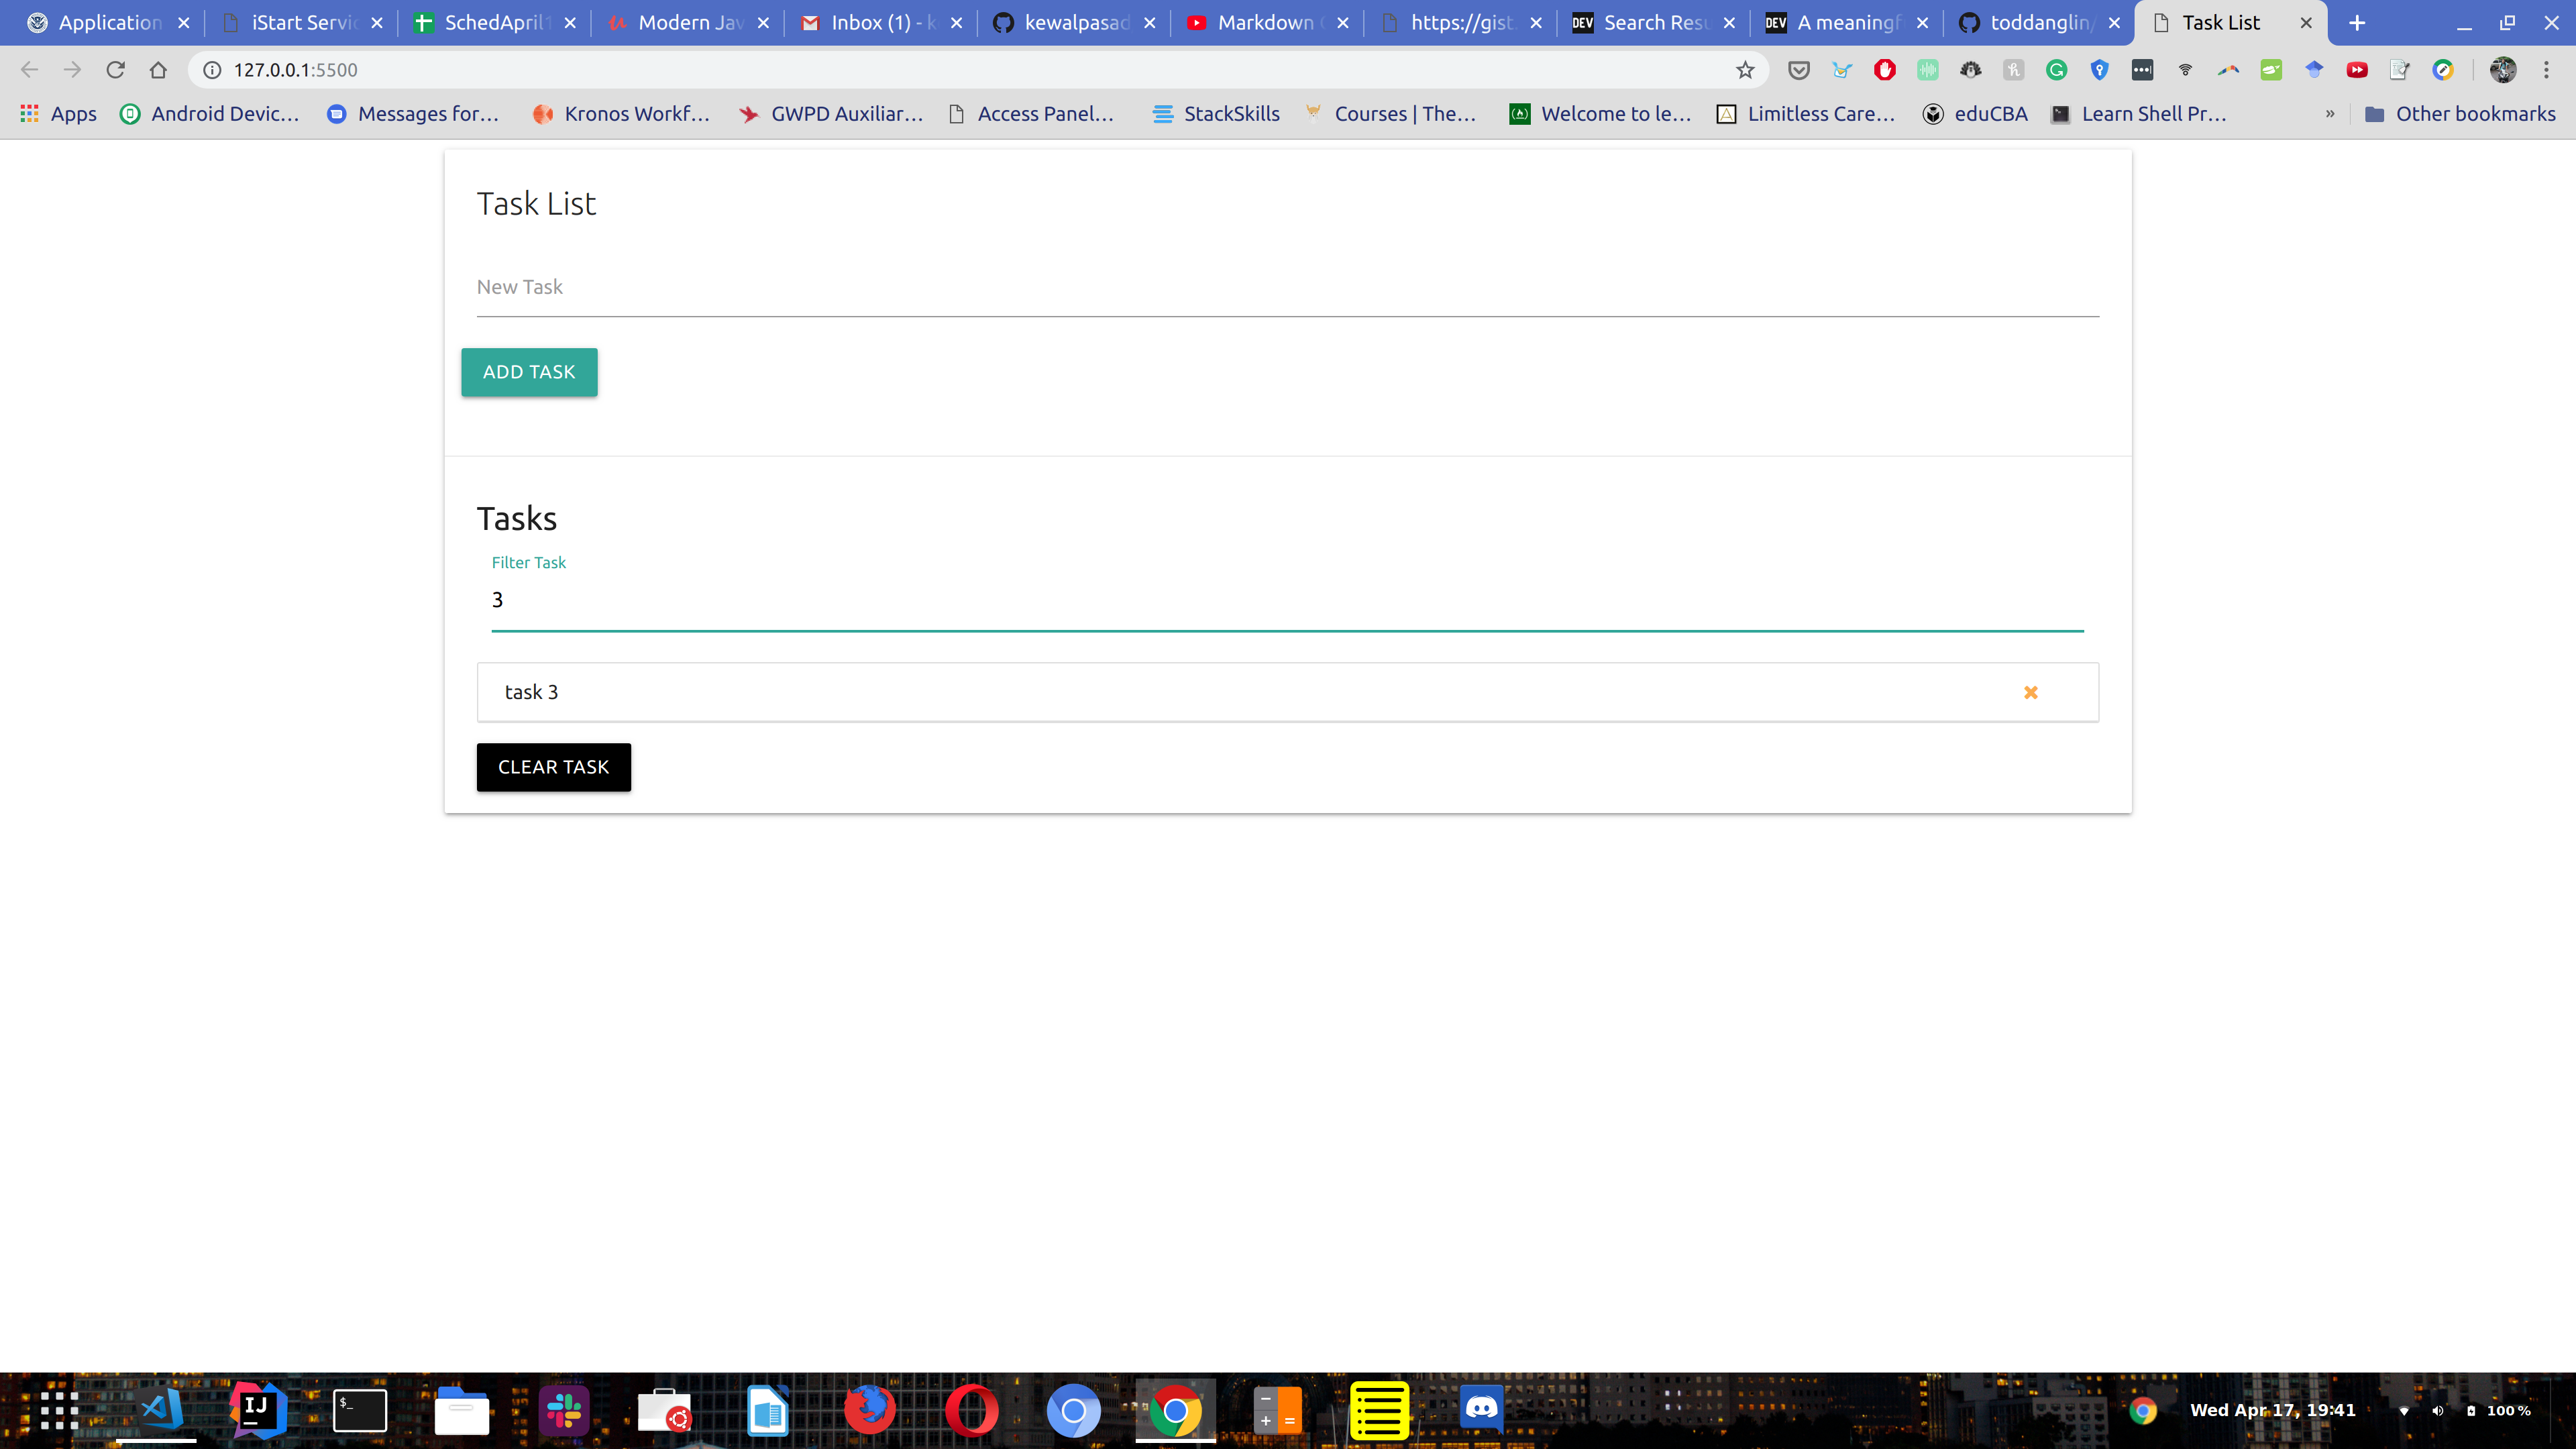 Application
iStart Servic
SchedApril1
Modern Jav
Inbox (1) - k
kewalpasad
Markdown
https://gist.
DEV Search Resu
DEV A meaningf
toddanglin/
Task List
127.0.0.1:5500
Apps
Android Devic...
Messages for...
Kronos Workf...
GWPD Auxiliar...
Access Panel...
StackSkills
Courses | The...
Welcome to le...
Limitless Care...
eduCBA
Learn Shell Pr...
»
Other bookmarks
Task List
New Task
ADD TASK
Tasks
Filter Task
3
task 3
CLEAR TASK
IJ
$_
Wed Apr 17, 19:41
100 %